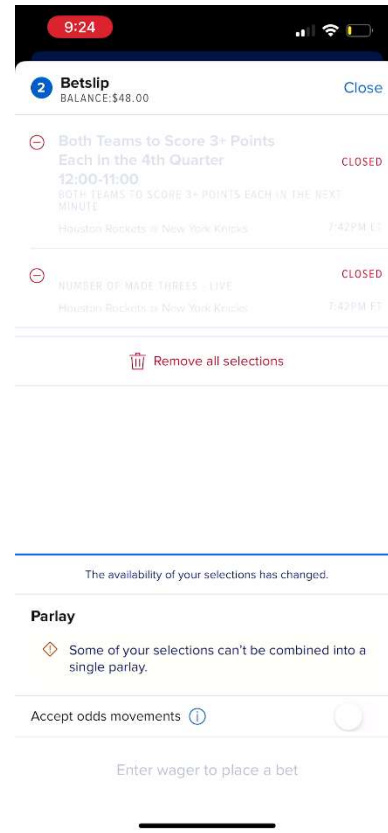 9:24
2 Betslip Close
BALANCE:$48.00
Both Teams to Score 3+ Points
Each in the 4th Quarter
12:00-11:00
CLOSED
BOTH TEAMS TO SCORE 3+ POINTS EACH IN THE NEXT
MINUTE
Houston Rockets @ New York Knicks 7:42PM ET
CLOSED
NUMBER OF MADE THREES - LIVE
Houston Rockets @ New York Knicks 7:42PM ET
Remove all selections
The availability of your selections has changed.
Parlay
Some of your selections can't be combined into a
single parlay.
Accept odds movements
Enter wager to place a bet